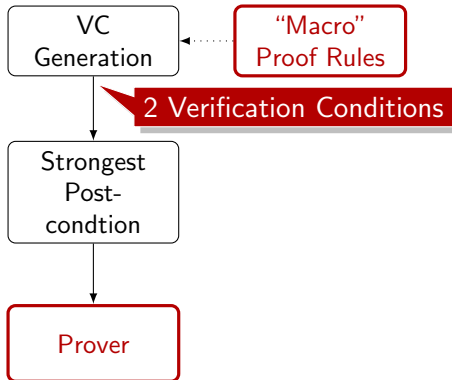 VC
Generation
“Macro”
Proof Rules
2 Verification Conditions
Strongest
Post-
condtion
Prover